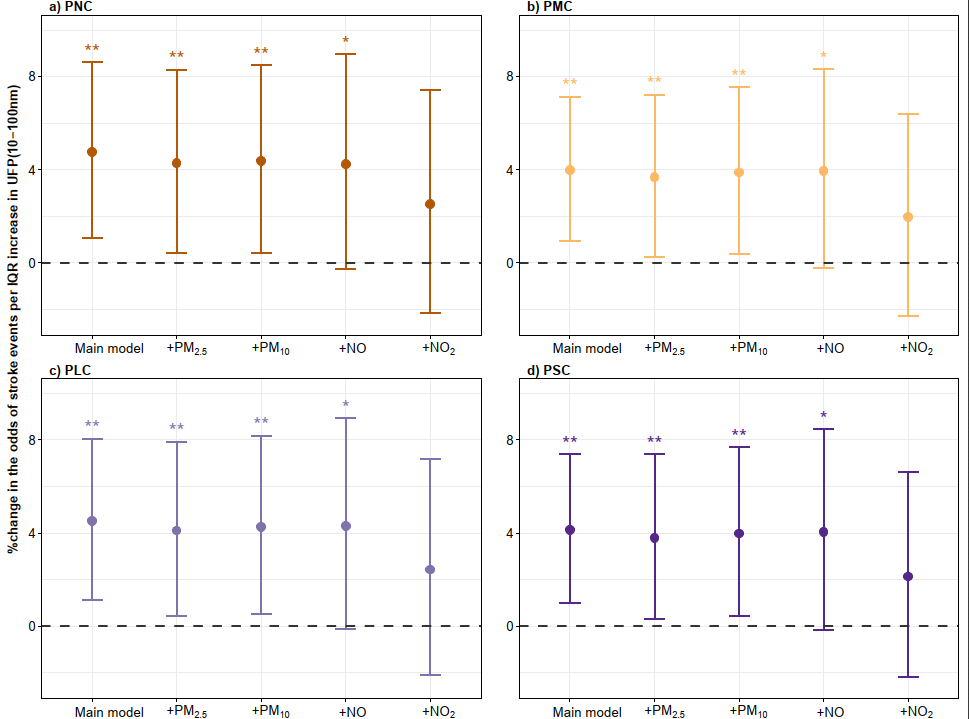 %change in the odds of stroke events per IQR increase in UFP(10−100nm)
a) PNC
** ** ** *
8
4
0
Main model +PM2.5 +PM10 +NO +NO2
b) PMC
** ** ** *
8
4
0
Main model +PM2.5 +PM10 +NO +NO2
c) PLC
** ** ** *
8
4
0
Main model +PM2.5 +PM10 +NO +NO2
d) PSC
** ** ** *
8
4
0
Main model +PM2.5 +PM10 +NO +NO2